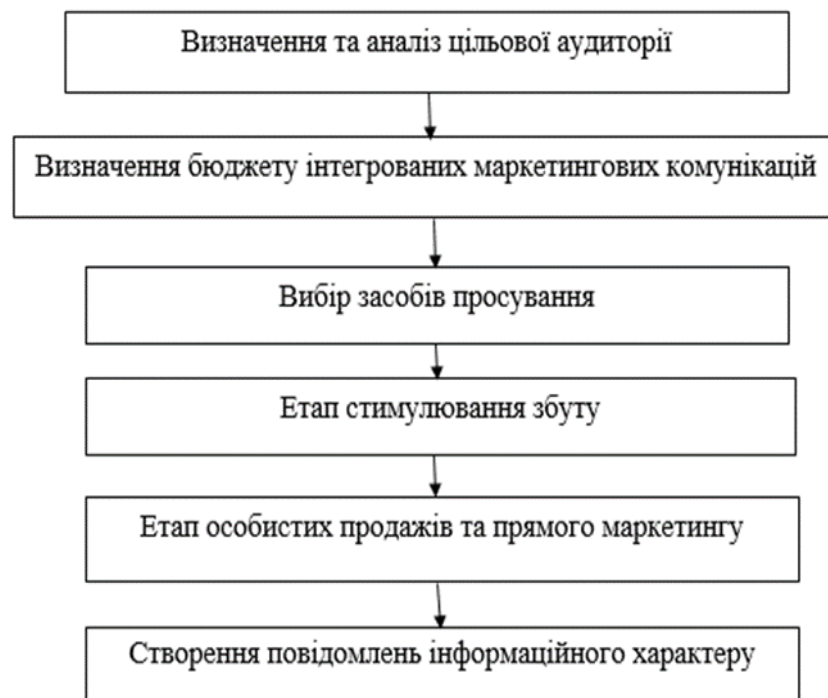 Визначення та аналіз цільової аудиторії
Визначення бюджету інтегрованих маркетингових комунікацій
Вибір засобів просування
Етап стимулювання збуту
Етап особистих продажів та прямого маркетингу
Створення повідомлень інформаційного характеру